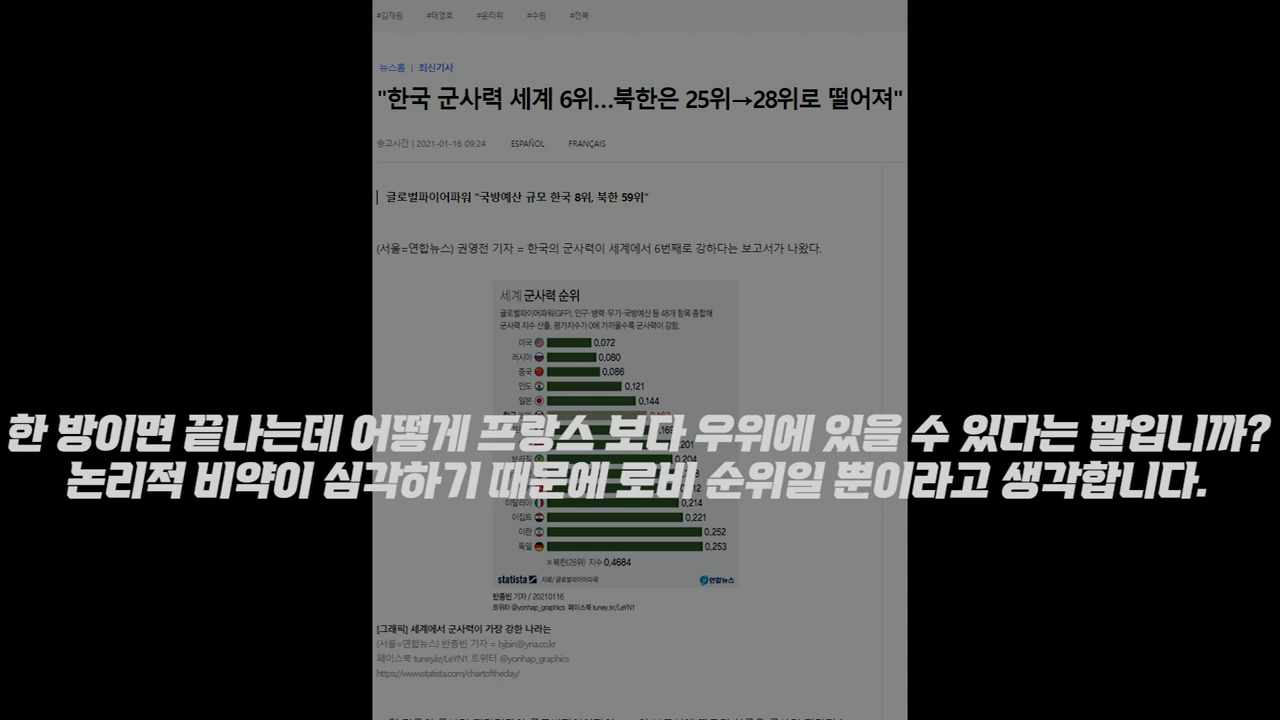 #김재원 #태영호 #윤리위 #수원 #전북
뉴스홈 | 최신기사
"한국 군사력 세계 6위...북한은 25위→28위로 떨어져"
송고시간 | 2021-01-16 09:24 ESPAÑOL FRANÇAIS
글로벌파이어파워 "국방예산 규모 한국 8위, 북한 59위"
(서울=연합뉴스) 권영전 기자 = 한국의 군사력이 세계에서 6번째로 강하다는 보고서가 나왔다.
세계 군사력 순위
글로벌파이어파워(GFP), 인구·병력·무기·국방예산 등 48개 항목 종합해
군사력 지수 산출. 평가지수가 0에 가까울수록 군사력이 강함.
미국 0.072
러시아 0.080
중국 0.086
인도 0.121
일본 0.144
한 방이면 끝나는데 어떻게 프랑스 보다 우위에 있을 수 있다는 말입니까?
브라질 0.204
논리적 비약이 심각하기 때문에 로비 순위일 뿐이라고 생각합니다.
이탈리아 0.214
이집트 0.221
이란 0.252
독일 0.253
※북한(28위) 지수 0.4684
statista 자료/ 글로벌파이어파워 연합뉴스
반종빈 기자 / 20210116
트위터 @yonhap_graphics 페이스북 tuney.kr/LeYN1
[그래픽] 세계에서 군사력이 가장 강한 나라는
(서울=연합뉴스) 반종빈 기자 = bjbin@yna.co.kr
페이스북 tuney.kr/LeYN1 트위터 @yonhap_graphics
https://www.statista.com/chartoftheday/